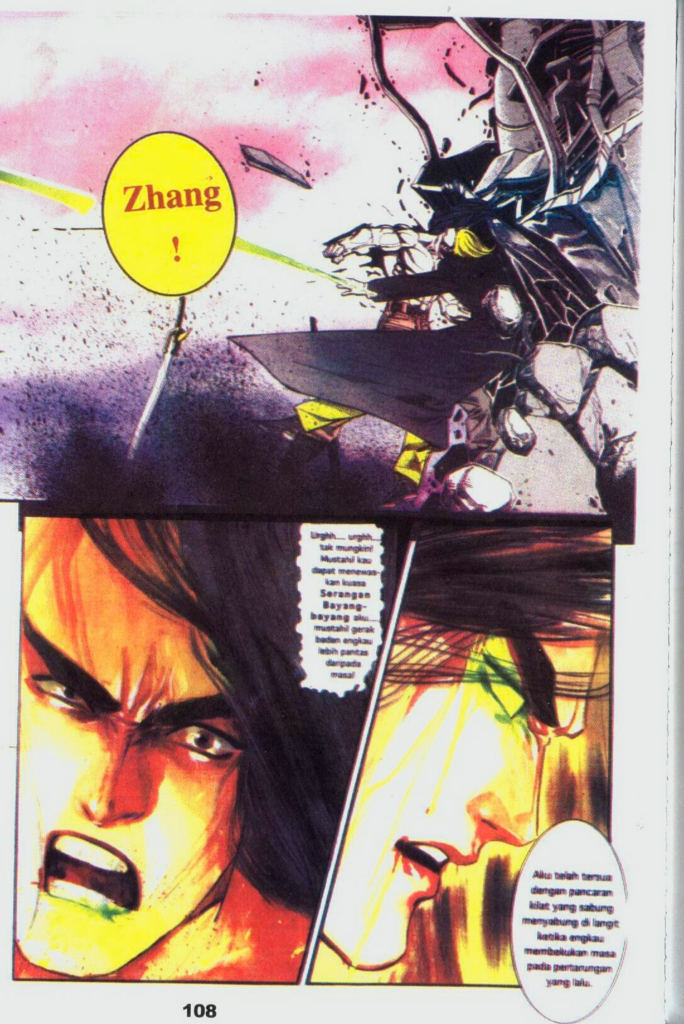 Zhang
!
Urghh.... urghh...
tak mungkin!
Mustahil kau
dapat menewas-
kan kuasa
Serangan
Bayang-
bayang aku....
mustahil gerak
badan engkau
lebih pantas
daripada
masa!
Aku telah tersua
dengan pancaran
kilat yang sabung
menyabung di langit
ketika engkau
membekukan masa
pada pertarungan
yang lalu.
108